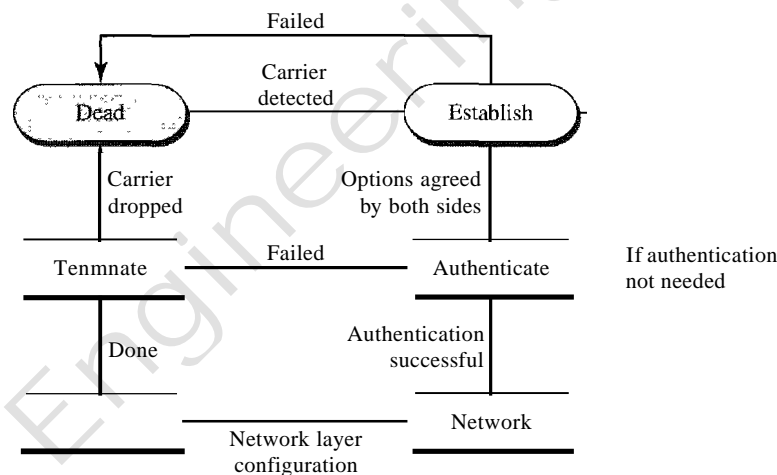 Failed
Carrier
detected
Dead
Establish
Carrier
dropped
Options agreed
by both sides
Tenmnate
Failed
Authenticate
If authentication
not needed
Done
Authentication
successful
Network
Network layer
configuration
Engineerin